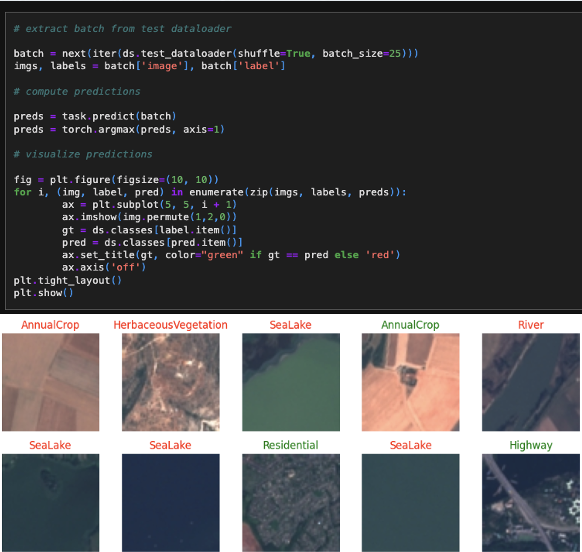 # extract batch from test dataloader
batch = next(iter(ds.test_dataloader(shuffle=True, batch_size=25)))
imgs, labels = batch['image'], batch['label']
# compute predictions
preds = task.predict(batch)
preds = torch.argmax(preds, axis=1)
# visualize predictions
fig = plt.figure(figsize=(10, 10))
for i, (img, label, pred) in enumerate(zip(imgs, labels, preds)):
        ax = plt.subplot(5, 5, i + 1)
        ax.imshow(img.permute(1,2,0))
        gt = ds.classes[label.item()]
        pred = ds.classes[pred.item()]
        ax.set_title(gt, color="green" if gt == pred else 'red')
        ax.axis('off')
plt.tight_layout()
plt.show()
AnnualCrop HerbaceousVegetation SeaLake AnnualCrop River
SeaLake SeaLake Residential SeaLake Highway